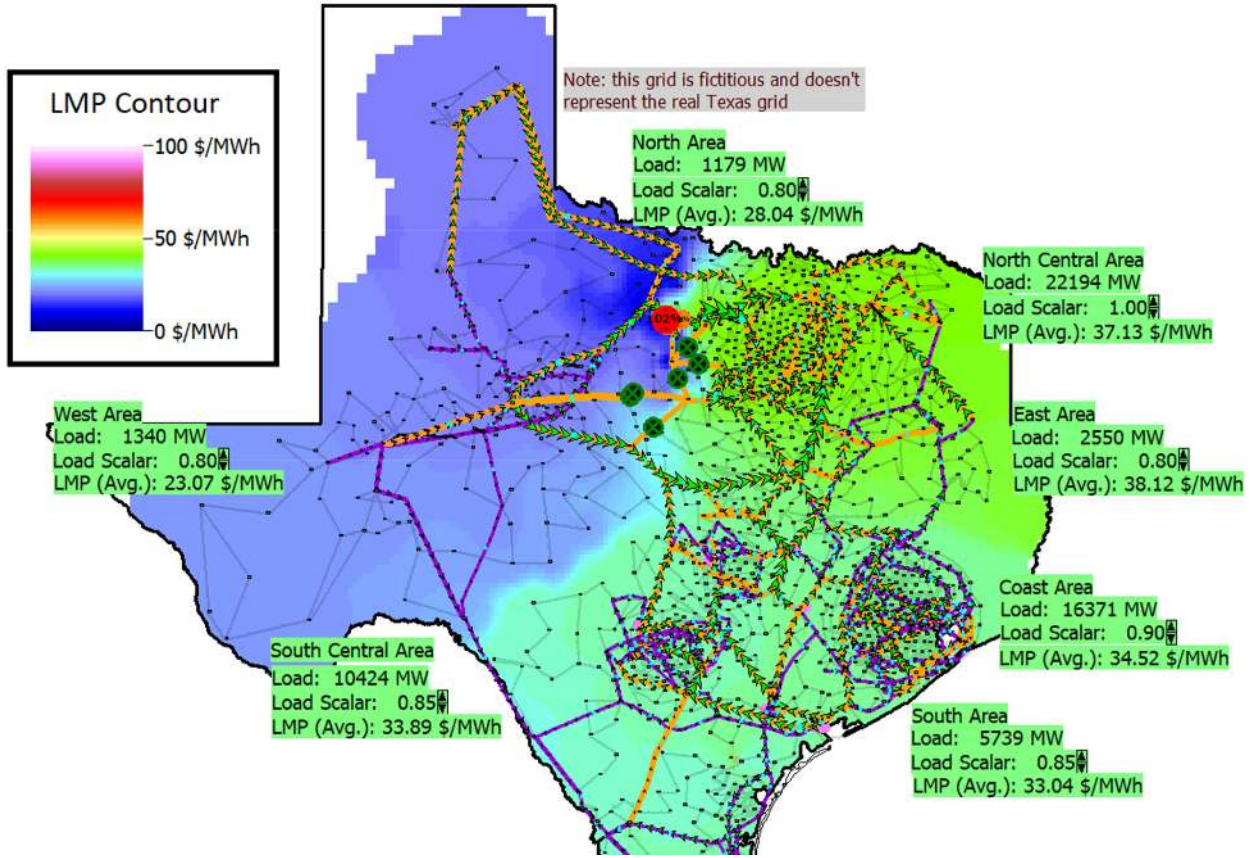 LMP Contour
100 $/MWh
50 $/MWh
0 $/MWh
Note: this grid is fictitious and doesn't
represent the real Texas grid
North Area
Load: 1179 MW
Load Scalar: 0.80
LMP (Avg.): 28.04 $/MWh
North Central Area
Load: 22194 MW
Load Scalar: 1.00
LMP (Avg.): 37.13 $/MWh
102%
West Area
Load: 1340 MW
Load Scalar: 0.80
LMP (Avg.): 23.07 $/MWh
East Area
Load: 2550 MW
Load Scalar: 0.80
LMP (Avg.): 38.12 $/MWh
Coast Area
Load: 16371 MW
Load Scalar: 0.90
LMP (Avg.): 34.52 $/MWh
South Central Area
Load: 10424 MW
Load Scalar: 0.85
LMP (Avg.): 33.89 $/MWh
South Area
Load: 5739 MW
Load Scalar: 0.85
LMP (Avg.): 33.04 $/MWh